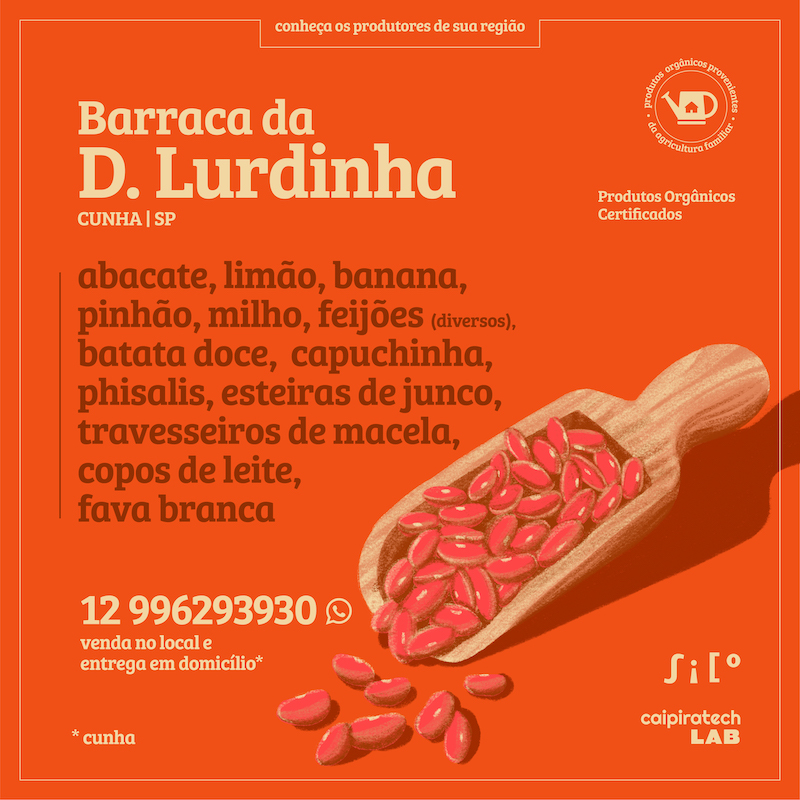 conheça os produtores de sua região
produtos orgânicos provenientes
da agricultura familiar
Barraca da
D. Lurdinha
CUNHA | SP
Produtos Orgânicos
Certificados
abacate, limão, banana,
pinhão, milho, feijões (diversos),
batata doce, capuchinha,
phisalis, esteiras de junco,
travesseiros de macela,
copos de leite,
fava branca
12 996293930
venda no local e
entrega em domicílio*
* cunha
caipiratech
LAB